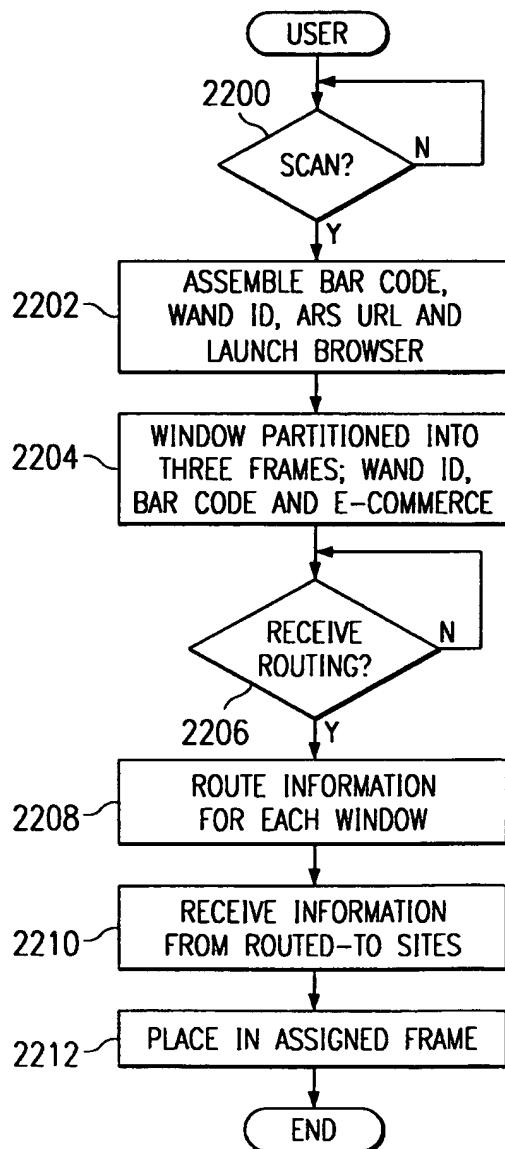 USER
2200
SCAN?
N
Y
2202
ASSEMBLE BAR CODE,
WAND ID, ARS URL AND
LAUNCH BROWSER
2204
WINDOW PARTITIONED INTO
THREE FRAMES; WAND ID,
BAR CODE AND E-COMMERCE
RECEIVE
ROUTING?
N
2206
Y
2208
ROUTE INFORMATION
FOR EACH WINDOW
2210
RECEIVE INFORMATION
FROM ROUTED-TO SITES
2212
PLACE IN ASSIGNED FRAME
END